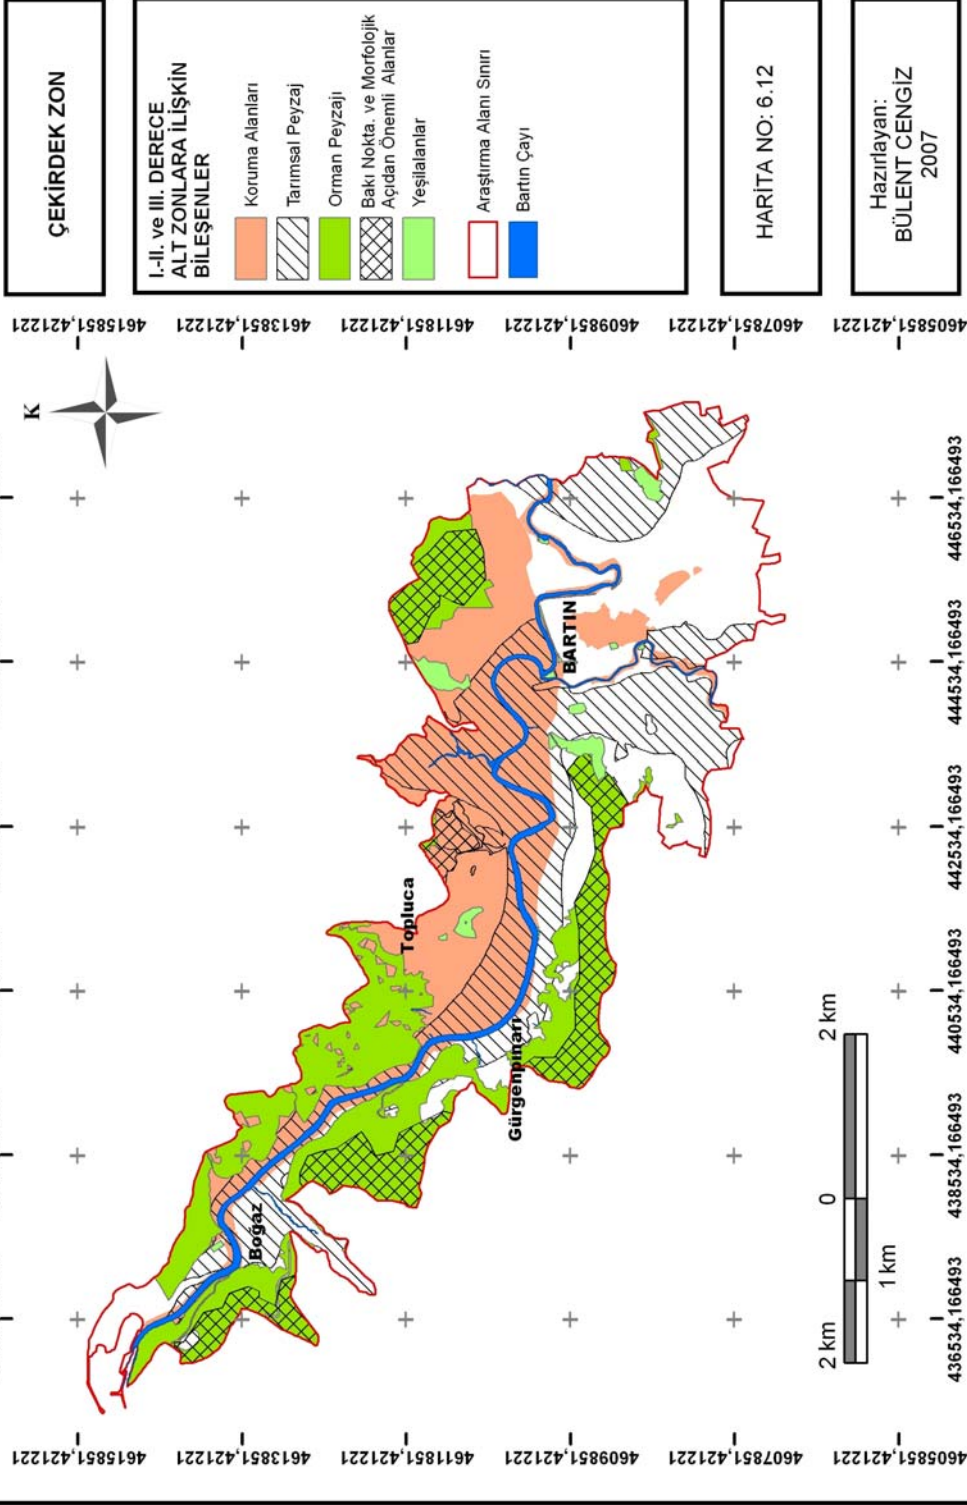 ÇEKİRDEK ZON
I.-II. ve III. DERECE
ALT ZONLARA İLİŞKİN
BİLEŞENLER
Koruma Alanları
Tarımsal Peyzaj
Orman Peyzajı
Bakı Nokta. ve Morfolojik
Açıdan Önemli Alanlar
Yeşilalanlar
Araştırma Alanı Sınırı
Bartın Çayı
HARİTA NO: 6.12
Hazırlayan:
BÜLENT CENGİZ
2007
4615851,421221
4613851,421221
4611851,421221
4609851,421221
4607851,421221
4605851,421221
K
BARTIN
Topluca
Gürgenpınarı
Boğaz
446534,166493
444534,166493
442534,166493
440534,166493
438534,166493
436534,166493
2 km
0
2 km
1 km
4615851,421221
4613851,421221
4611851,421221
4609851,421221
4607851,421221
4605851,421221